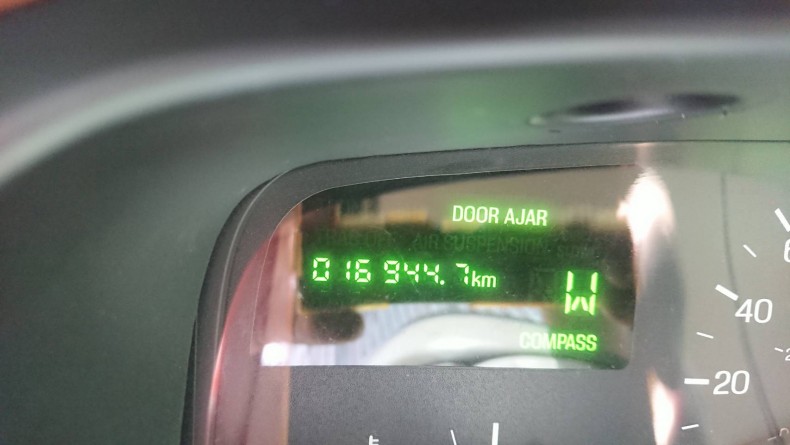 DOOR AJAR
AIR SUSPENSION
016944.7km
W
COMPASS
40
20